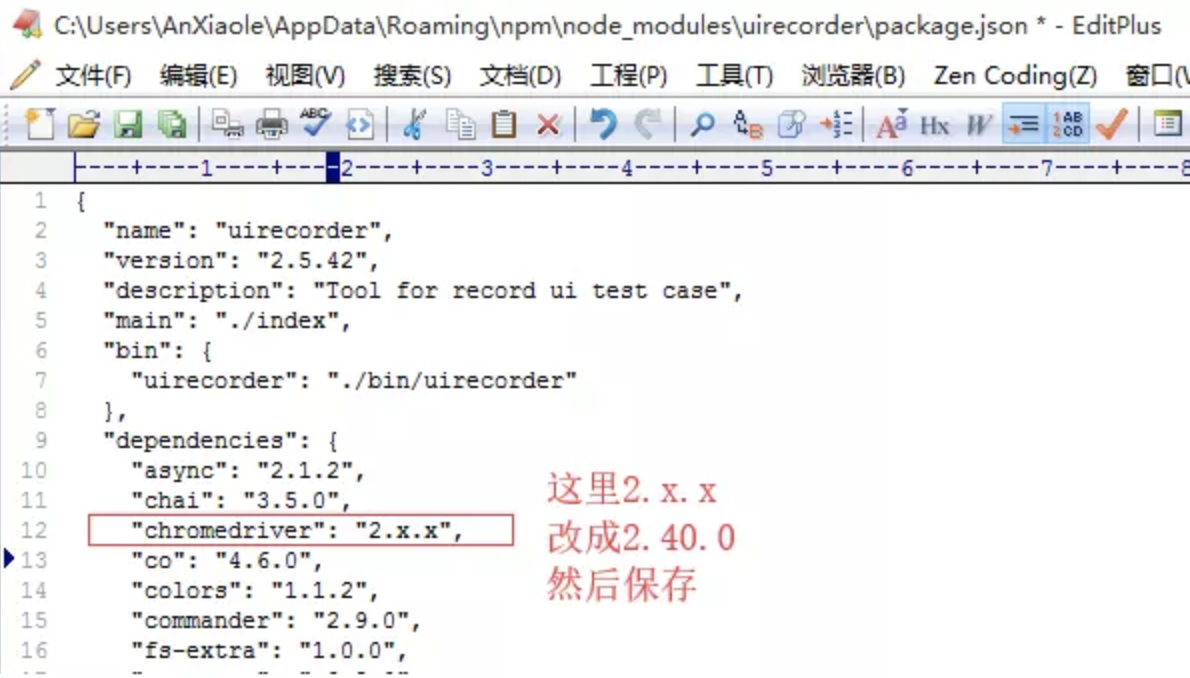 C:\Users\AnXiaole\AppData\Roaming\npm\node_modules\uirecorder\package.json * - EditPlus
文件(F) 编辑(E) 视图(V) 搜索(S) 文档(D) 工程(P) 工具(T) 浏览器(B) Zen Coding(Z) 窗口(
ABC Hx W 1AB 2CD
----+----1----+----2----+----3----+----4----+----5----+----6----+----7----+----8
1 {
2 "name": "uirecorder",
3 "version": "2.5.42",
4 "description": "Tool for record ui test case",
5 "main": "./index",
6 "bin": {
7 "uirecorder": "./bin/uirecorder"
8 },
9 "dependencies": {
10 "async": "2.1.2",
11 "chai": "3.5.0",
12 "chromedriver": "2.x.x",
13 "co": "4.6.0",
14 "colors": "1.1.2",
15 "commander": "2.9.0",
16 "fs-extra": "1.0.0",
这里2.x.x
改成2.40.0
然后保存